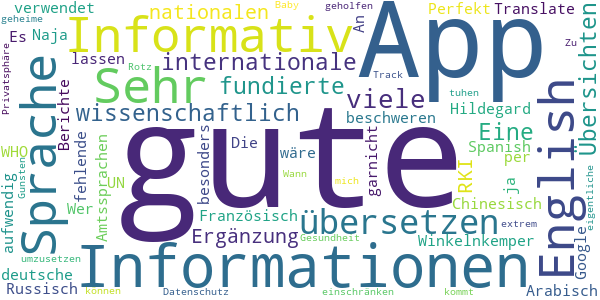 verwendet
nationalen
Baby
geholfen
An
Perfekt
Translate
geheime
Es
Naja
Informativ
App
Zu
Privatsphäre
Sprache
Berichte
lassen
internationale
Rotz
Sehr
fundierte
Track
viele
tuhen
Hildegard
Übersichten
wissenschaftlich
beschweren
Eine
English
WHO
fehlende
Amtssprachen
besonders
Die
gute
wäre
garnicht
RKI
Spanish
per
Gunsten
UN
Wann
mich
ja
Google
eigentliche
aufwendig
Wer
Französisch
Chinesisch
Ergänzung
Gesundheit
übersetzen
extrem
Winkelnkemper
umzusetzen
deutsche
Informationen
kommt
Russisch
können
Datenschutz
einschränken
Arabisch